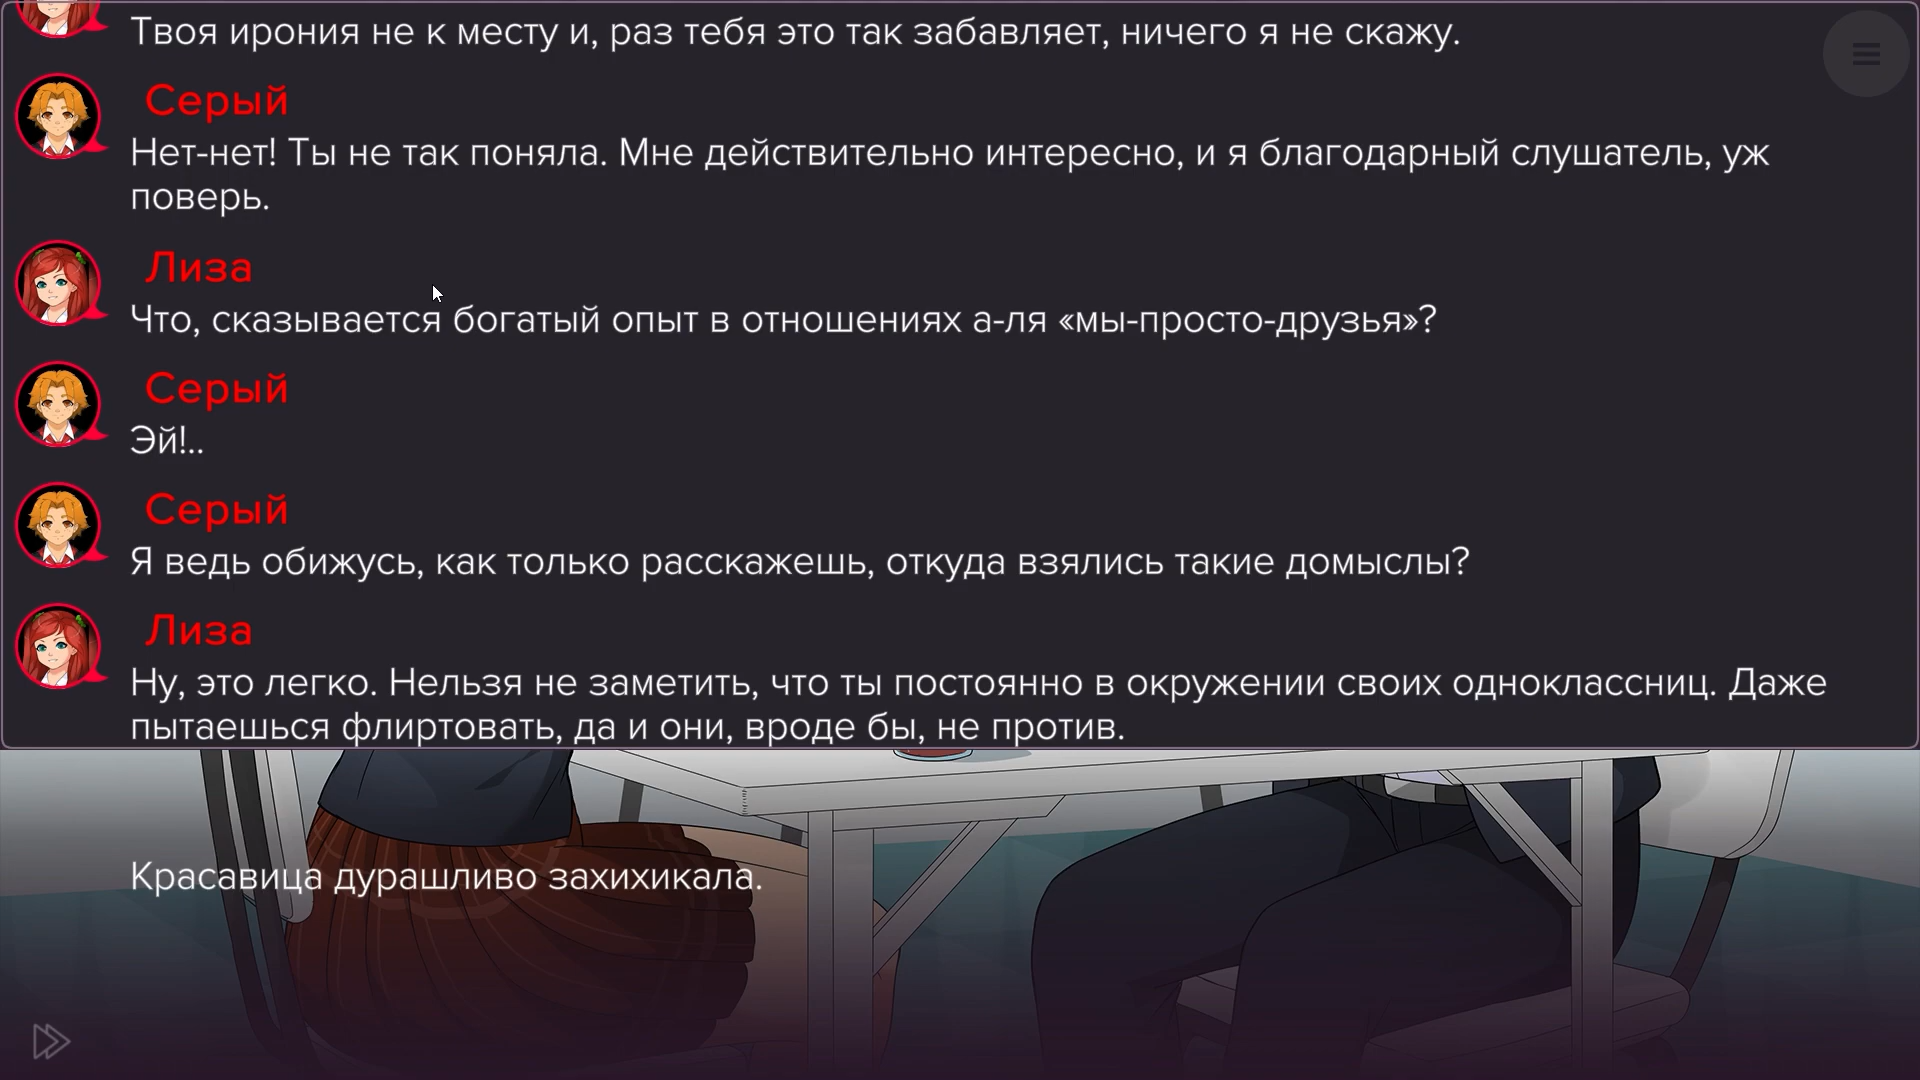 Твоя ирония не к месту и, раз тебя это так забавляет, ничего я не скажу.
Серый
Нет-нет! Ты не так поняла. Мне действительно интересно, и я благодарный слушатель, уж
поверь.
Лиза
Что, сказывается богатый опыт в отношениях а-ля «мы-просто-друзья»?
Серый
Эй!..
Серый
Я ведь обижусь, как только расскажешь, откуда взялись такие домыслы?
Лиза
Ну, это легко. Нельзя не заметить, что ты постоянно в окружении своих одноклассниц. Даже
пытаешься флиртовать, да и они, вроде бы, не против.
Красавица дурашливо захихикала.